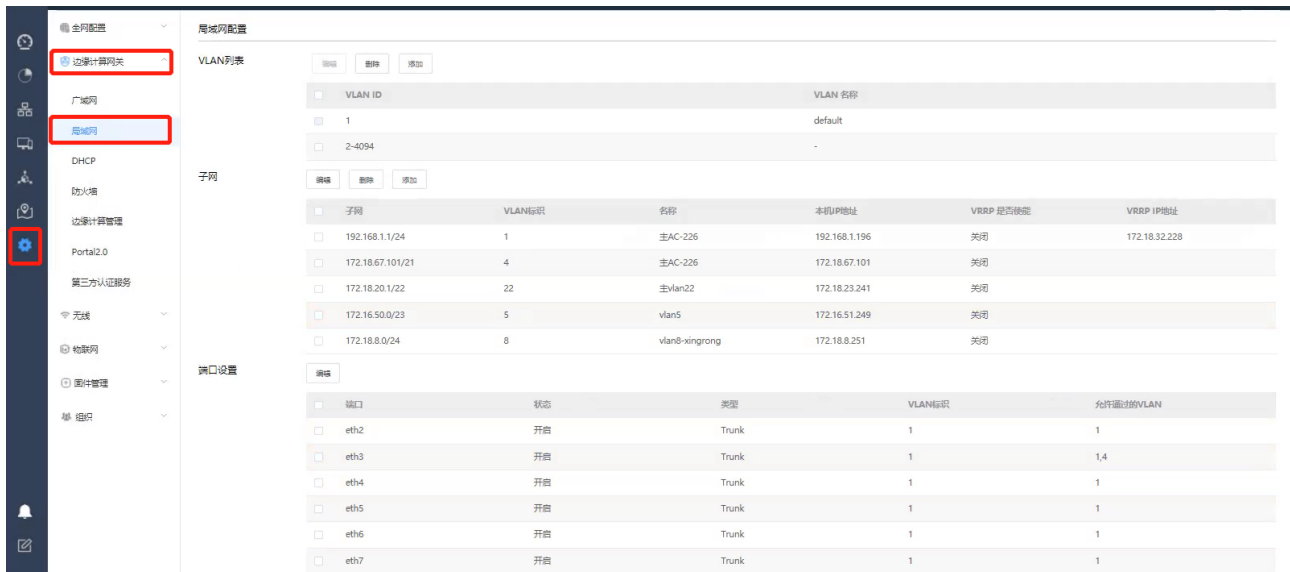 全网配置
边缘计算网关
广域网
局域网
DHCP
防火墙
边缘计算管理
Portal2.0
第三方认证服务
无线
物联网
固件管理
组织
局域网配置
VLAN列表
编辑 删除 添加
VLAN ID VLAN 名称
1 default
2-4094 -
子网
编辑 删除 添加
子网 VLAN标识 名称 本机IP地址 VRRP 是否使能 VRRP IP地址
192.168.1.1/24 1 主AC-226 192.168.1.196 关闭 172.18.32.228
172.18.67.101/21 4 主AC-226 172.18.67.101 关闭
172.18.20.1/22 22 主vlan22 172.18.23.241 关闭
172.16.50.0/23 5 vlan5 172.16.51.249 关闭
172.18.8.0/24 8 vlan8-xingrong 172.18.8.251 关闭
端口设置
编辑
端口 状态 类型 VLAN标识 允许通过的VLAN
eth2 开启 Trunk 1 1
eth3 开启 Trunk 1 1,4
eth4 开启 Trunk 1 1
eth5 开启 Trunk 1 1
eth6 开启 Trunk 1 1
eth7 开启 Trunk 1 1